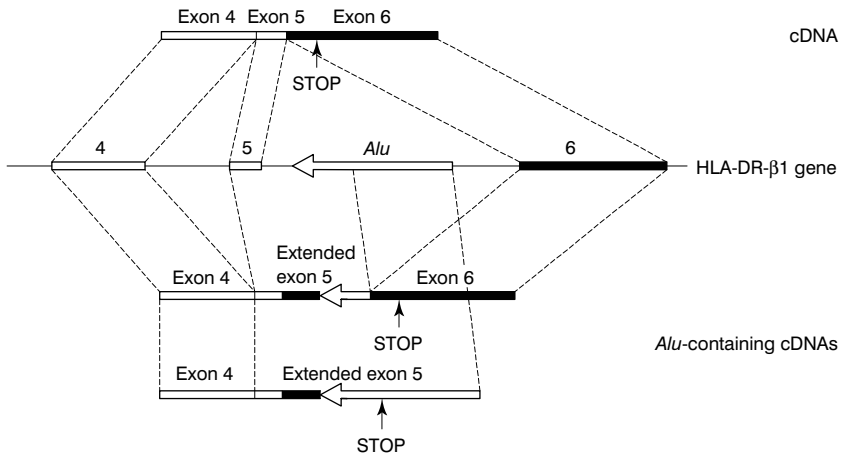 Exon 4 Exon 5 Exon 6
cDNA
STOP
4 5 Alu 6
HLA-DR-β1 gene
Extended
Exon 4 exon 5 Exon 6
STOP
Alu-containing cDNAs
Exon 4 Extended exon 5
STOP